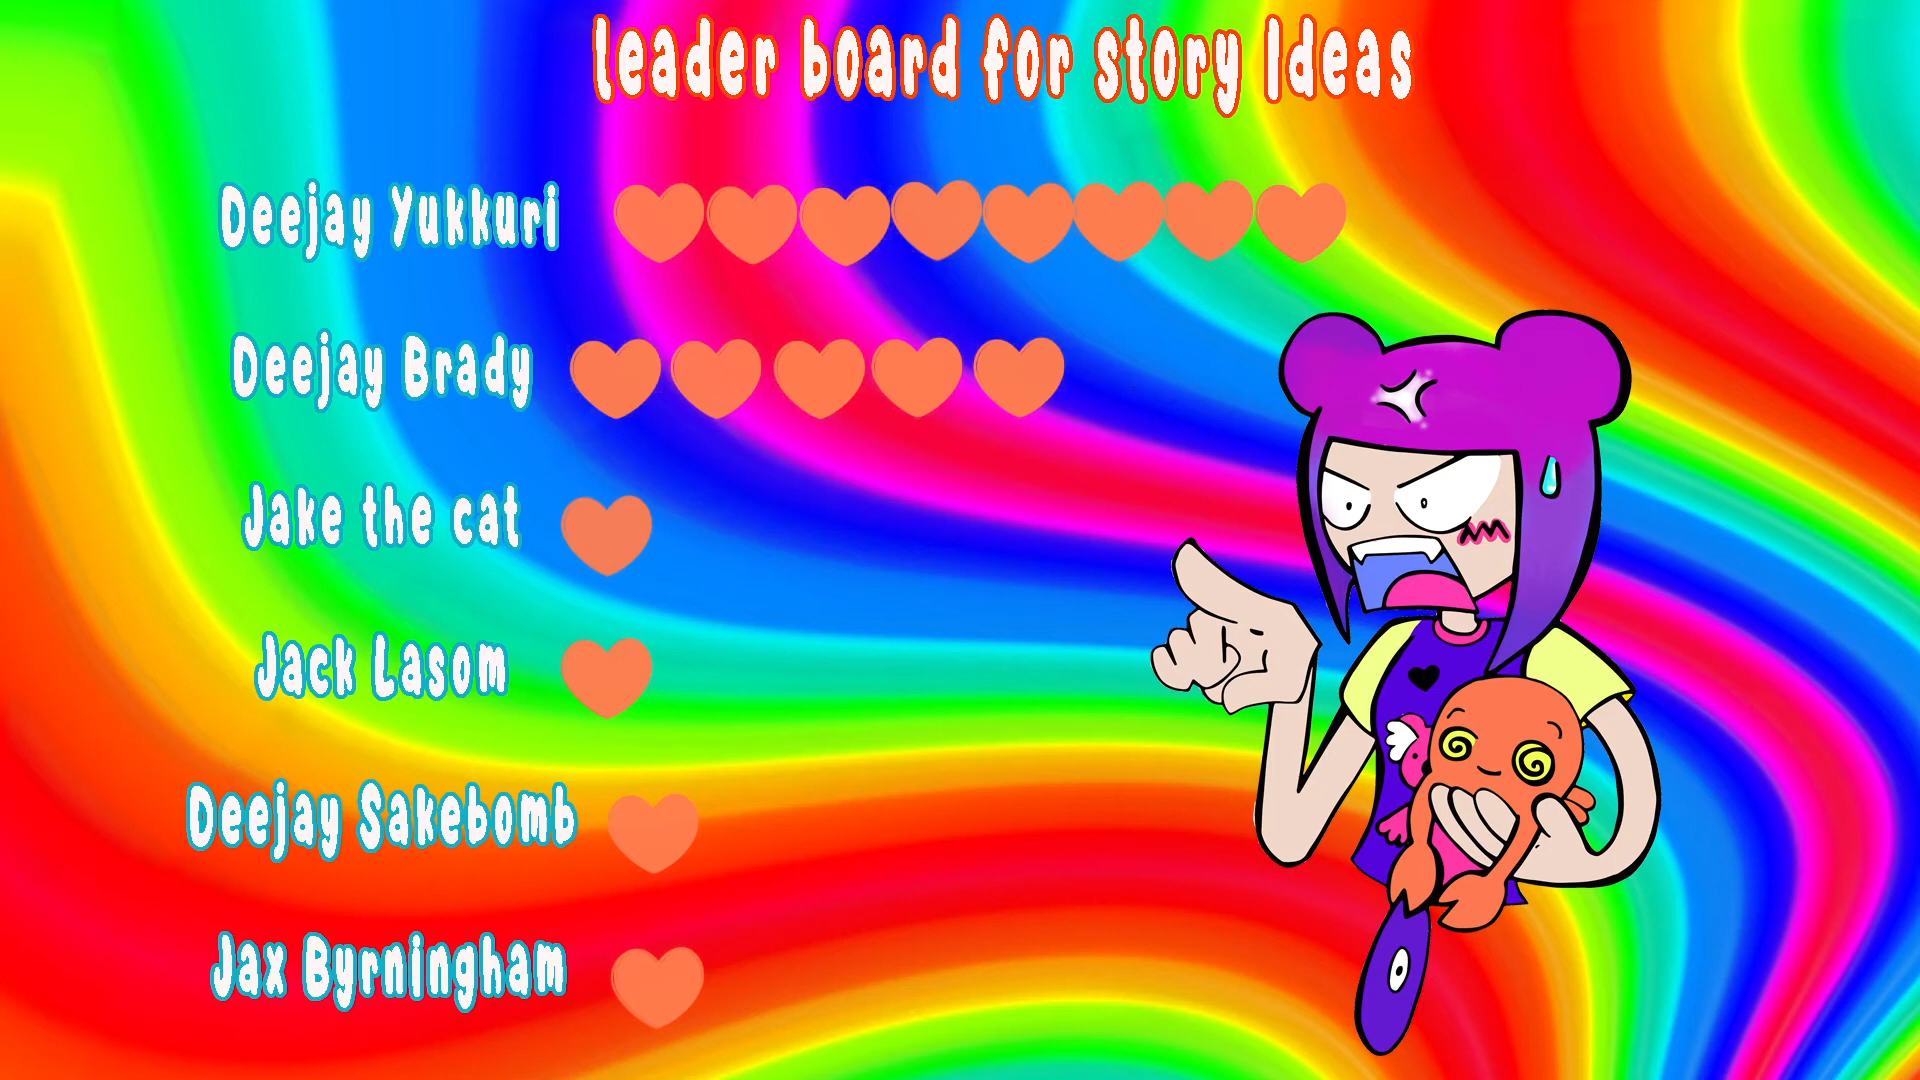 leader board for story Ideas
Deejay Yukkuri
Deejay Brady
Jake the cat
Jack Lasom
Deejay Sakebomb
Jax Byrningham